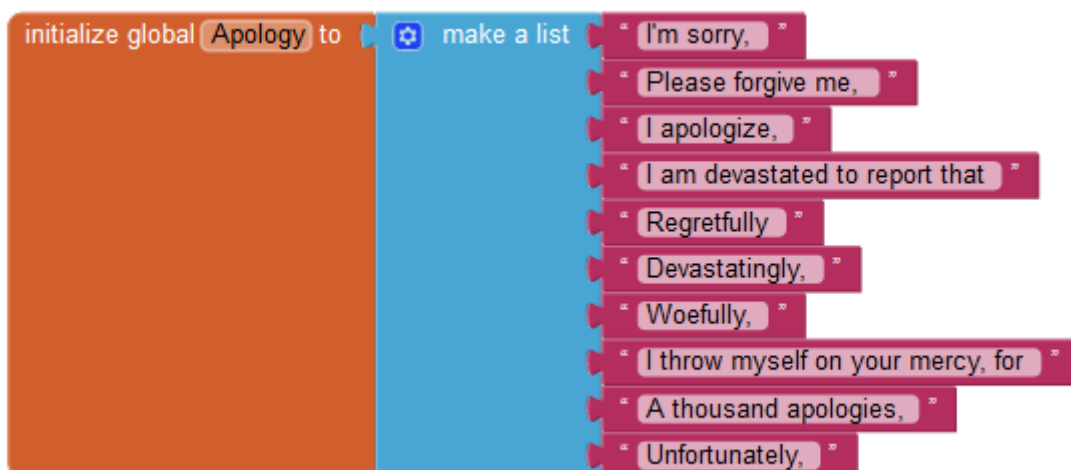 initialize global Apology to make a list “ I'm sorry, ”
“ Please forgive me, ”
“ I apologize, ”
“ I am devastated to report that ”
“ Regretfully ”
“ Devastatingly, ”
“ Woefully, ”
“ I throw myself on your mercy, for ”
“ A thousand apologies, ”
“ Unfortunately, ”